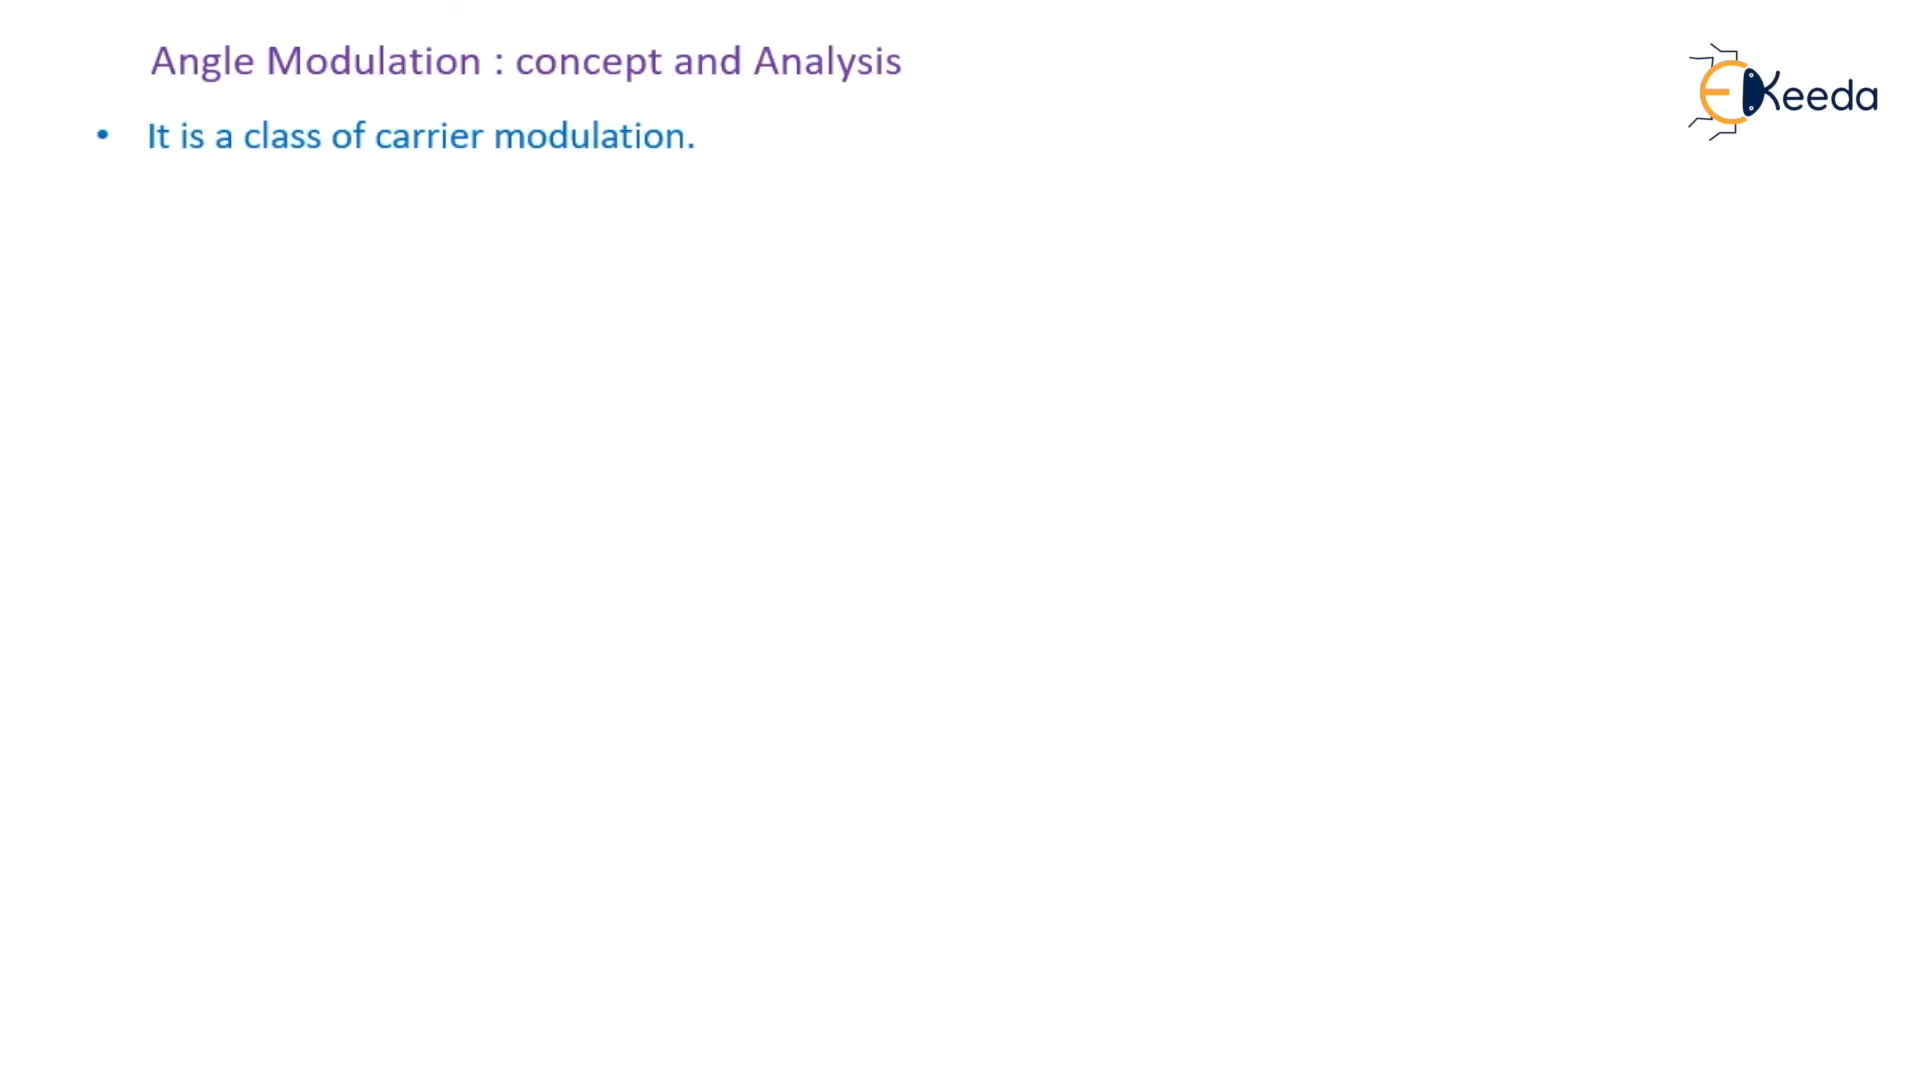 Angle Modulation : concept and Analysis
• It is a class of carrier modulation.
EKeeda